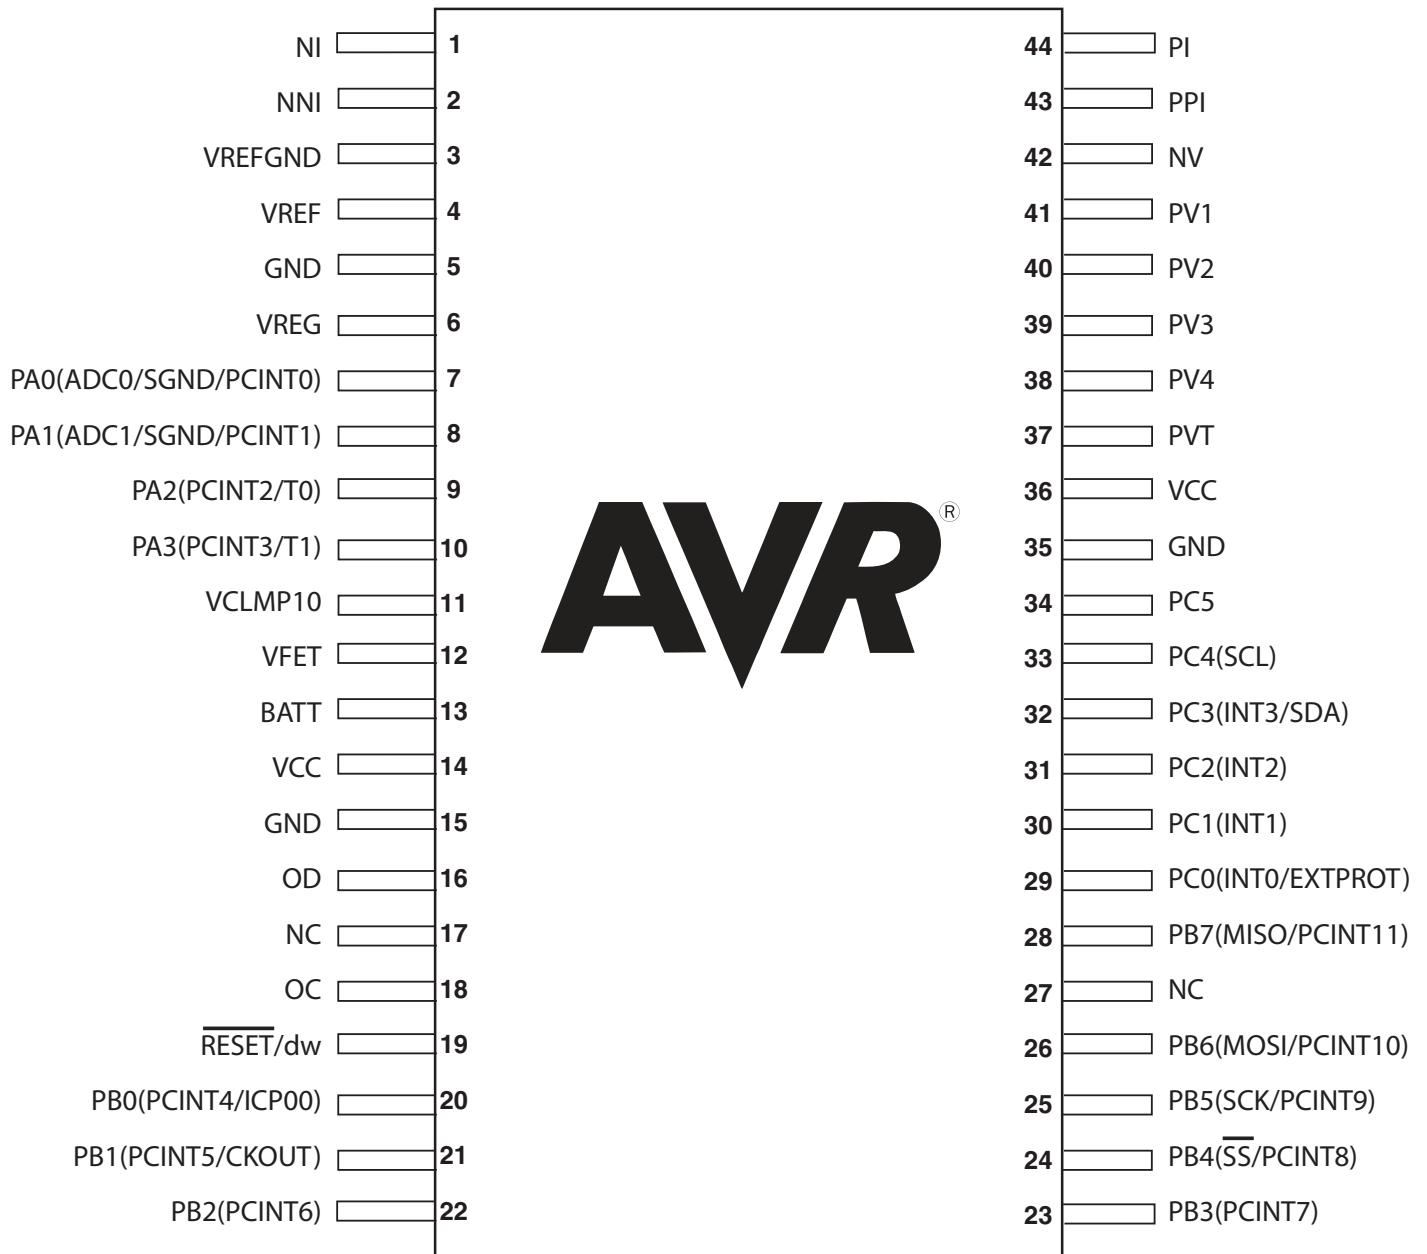 NI 1 44 PI
NNI 2 43 PPI
VREFGND 3 42 NV
VREF 4 41 PV1
GND 5 40 PV2
VREG 6 39 PV3
PA0(ADC0/SGND/PCINT0) 7 38 PV4
PA1(ADC1/SGND/PCINT1) 8 37 PVT
PA2(PCINT2/T0) 9 36 VCC
PA3(PCINT3/T1) 10 35 GND
VCLMP10 11 34 PC5
VFET 12 33 PC4(SCL)
BATT 13 32 PC3(INT3/SDA)
VCC 14 31 PC2(INT2)
GND 15 30 PC1(INT1)
OD 16 29 PC0(INT0/EXTPROT)
NC 17 28 PB7(MISO/PCINT11)
OC 18 27 NC
R̅E̅S̅E̅T̅/dw 19 26 PB6(MOSI/PCINT10)
PB0(PCINT4/ICP00) 20 25 PB5(SCK/PCINT9)
PB1(PCINT5/CKOUT) 21 24 PB4(S̅S̅/PCINT8)
PB2(PCINT6) 22 23 PB3(PCINT7)
AVR®